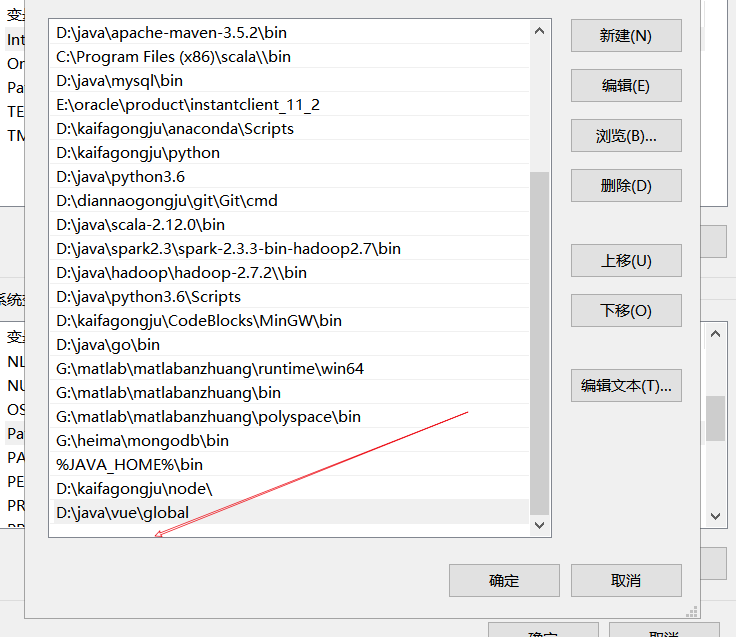 变量
D:\java\apache-maven-3.5.2\bin
新建(N)
Int
C:\Program Files (x86)\scala\\bin
Or
D:\java\mysql\bin
编辑(E)
Pa
E:\oracle\product\instantclient_11_2
TE
D:\kaifagongju\anaconda\Scripts
浏览(B)...
TM
D:\kaifagongju\python
D:\java\python3.6
删除(D)
D:\diannaogongju\git\Git\cmd
D:\java\scala-2.12.0\bin
D:\java\spark2.3\spark-2.3.3-bin-hadoop2.7\bin
上移(U)
D:\java\hadoop\hadoop-2.7.2\\bin
系统
D:\java\python3.6\Scripts
下移(O)
D:\kaifagongju\CodeBlocks\MinGW\bin
变量
D:\java\go\bin
NL
G:\matlab\matlabanzhuang\runtime\win64
NU
G:\matlab\matlabanzhuang\bin
编辑文本(T)...
OS
G:\matlab\matlabanzhuang\polyspace\bin
Pa
G:\heima\mongodb\bin
PA
%JAVA_HOME%\bin
PE
D:\kaifagongju\node\
PR
D:\java\vue\global
确定
取消
确定
取消